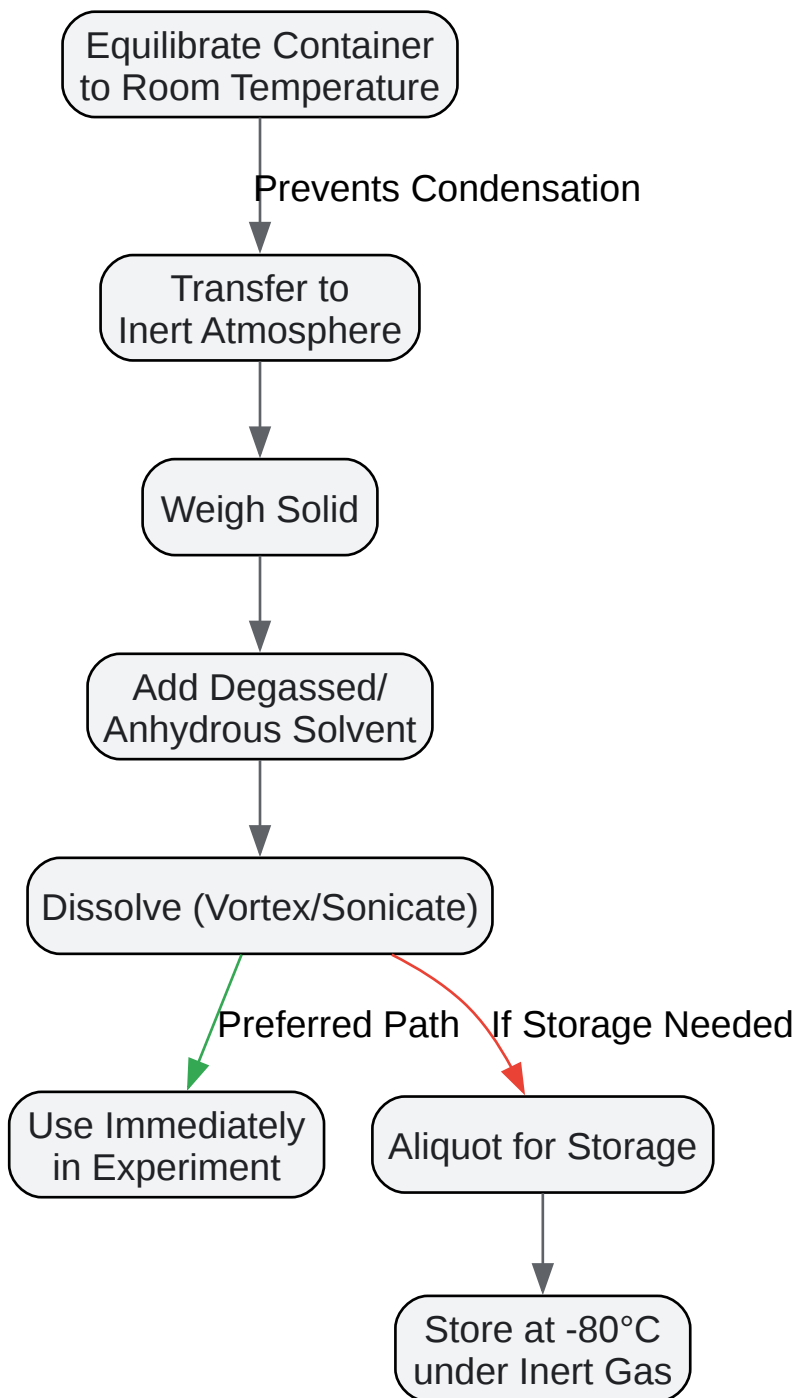 Equilibrate Container
to Room Temperature
Prevents Condensation
Transfer to
Inert Atmosphere
Weigh Solid
Add Degassed/
Anhydrous Solvent
Dissolve (Vortex/Sonicate)
Preferred Path
If Storage Needed
Use Immediately
in Experiment
Aliquot for Storage
Store at -80°C
under Inert Gas